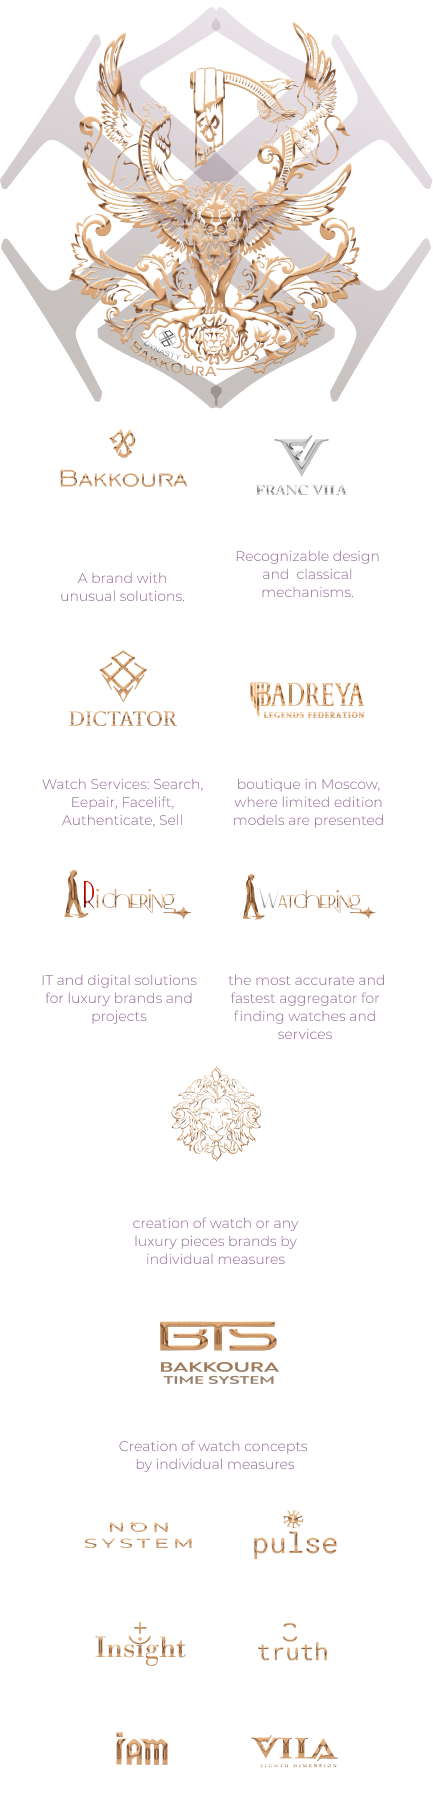 DYNASTY
BAKKOURA
BAKKOURA
FRANC VILA
A brand with
unusual solutions.
Recognizable design
and classical
mechanisms.
DICTATOR
BADREYA
LEGENDS FEDERATION
Watch Services: Search,
Eepair, Facelift,
Authenticate, Sell
boutique in Moscow,
where limited edition
models are presented
RICHERING
WATCHERING
IT and digital solutions
for luxury brands and
projects
the most accurate and
fastest aggregator for
finding watches and
services
creation of watch or any
luxury pieces brands by
individual measures
BTS
BAKKOURA
TIME SYSTEM
Creation of watch concepts
by individual measures
NON
SYSTEM
pulse
Insight
truth
iAM
VIIA
EIGHTH DIMENSION